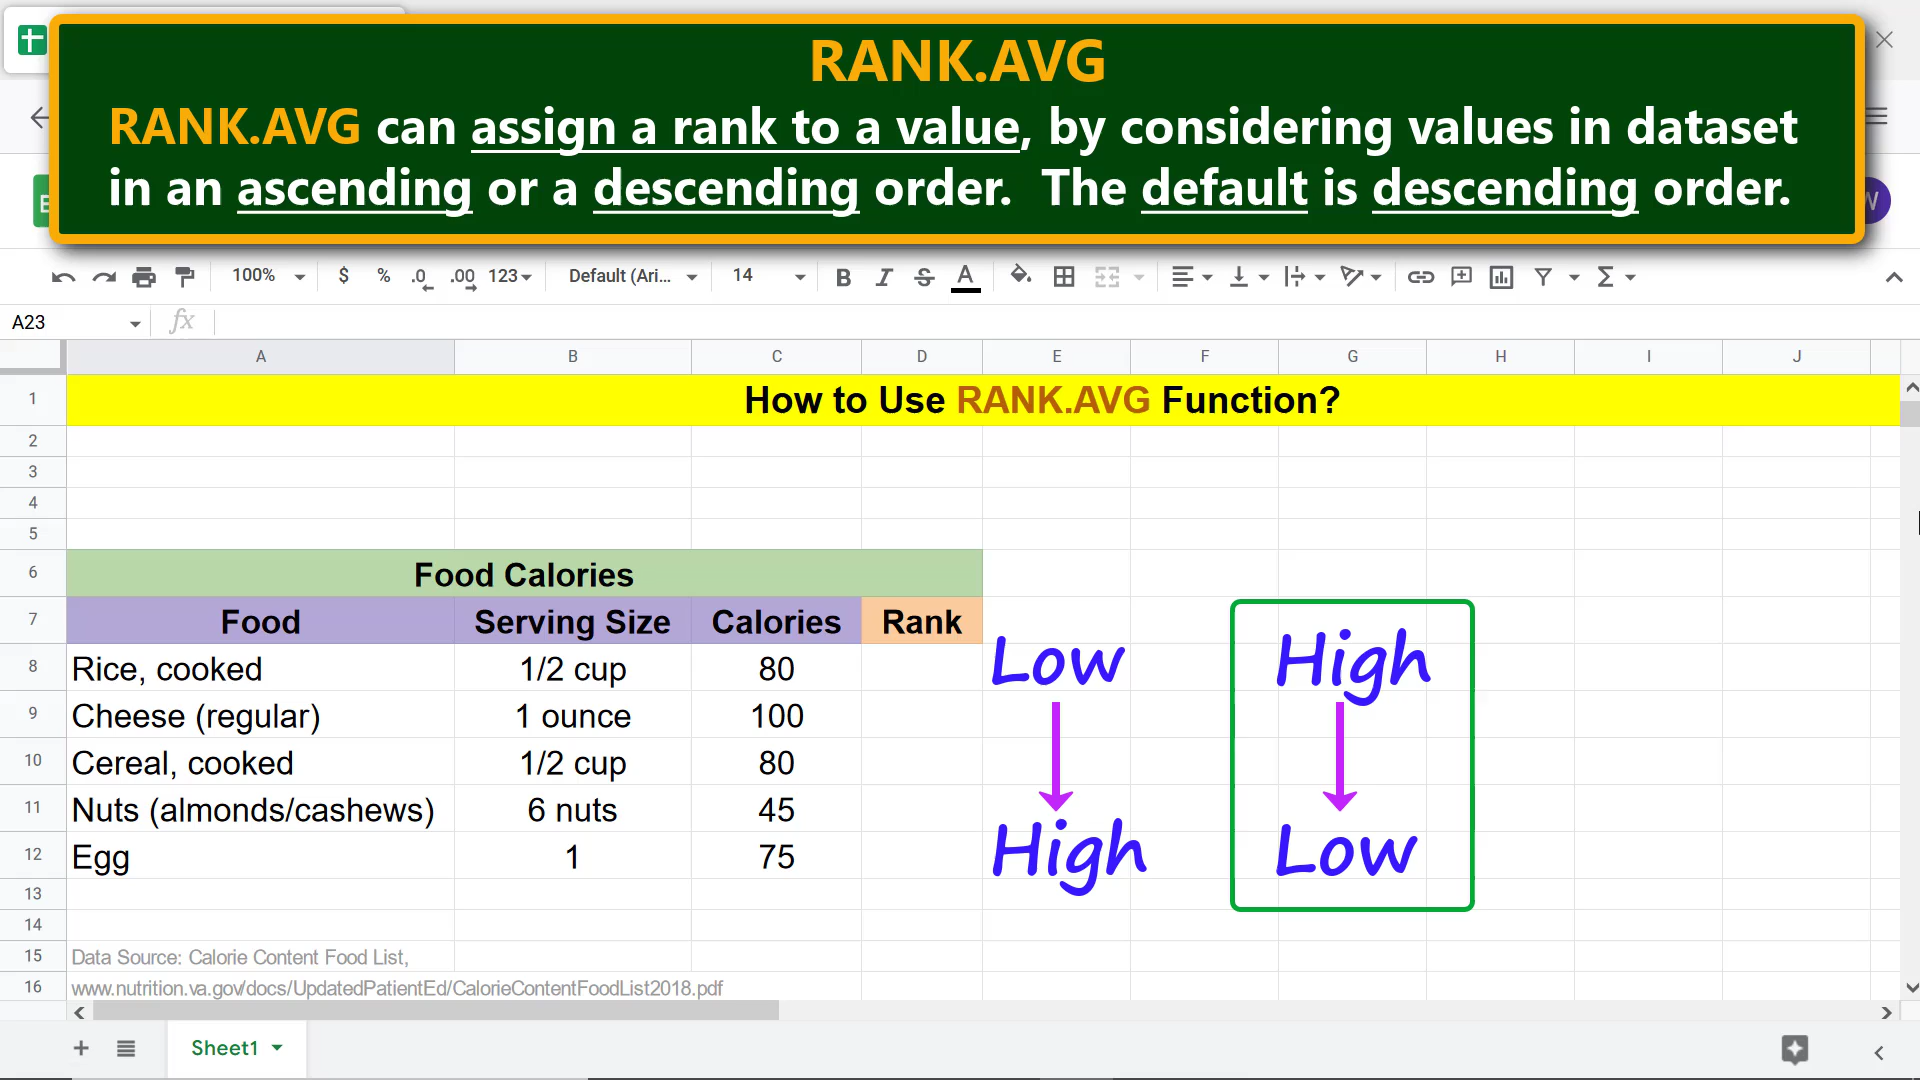 RANK.AVG
RANK.AVG can assign a rank to a value, by considering values in dataset
in an ascending or a descending order. The default is descending order.
W
100% $ % .0 .00 123 Default (Ari... 14 B I S A
A23 fx
A B C D E F G H I J
1 How to Use RANK.AVG Function?
2
3
4
5
6 Food Calories
7 Food Serving Size Calories Rank
8 Rice, cooked 1/2 cup 80 Low High
9 Cheese (regular) 1 ounce 100
10 Cereal, cooked 1/2 cup 80
11 Nuts (almonds/cashews) 6 nuts 45
12 Egg 1 75 High Low
13
14
15 Data Source: Calorie Content Food List,
16 www.nutrition.va.gov/docs/UpdatedPatientEd/CalorieContentFoodList2018.pdf
Sheet1